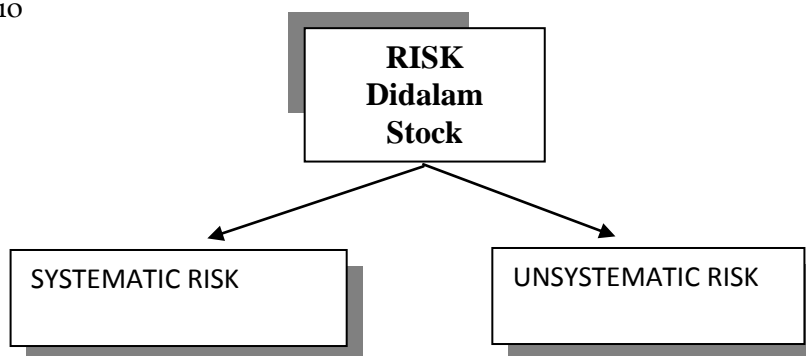 10
RISK
Didalam
Stock
SYSTEMATIC RISK
UNSYSTEMATIC RISK